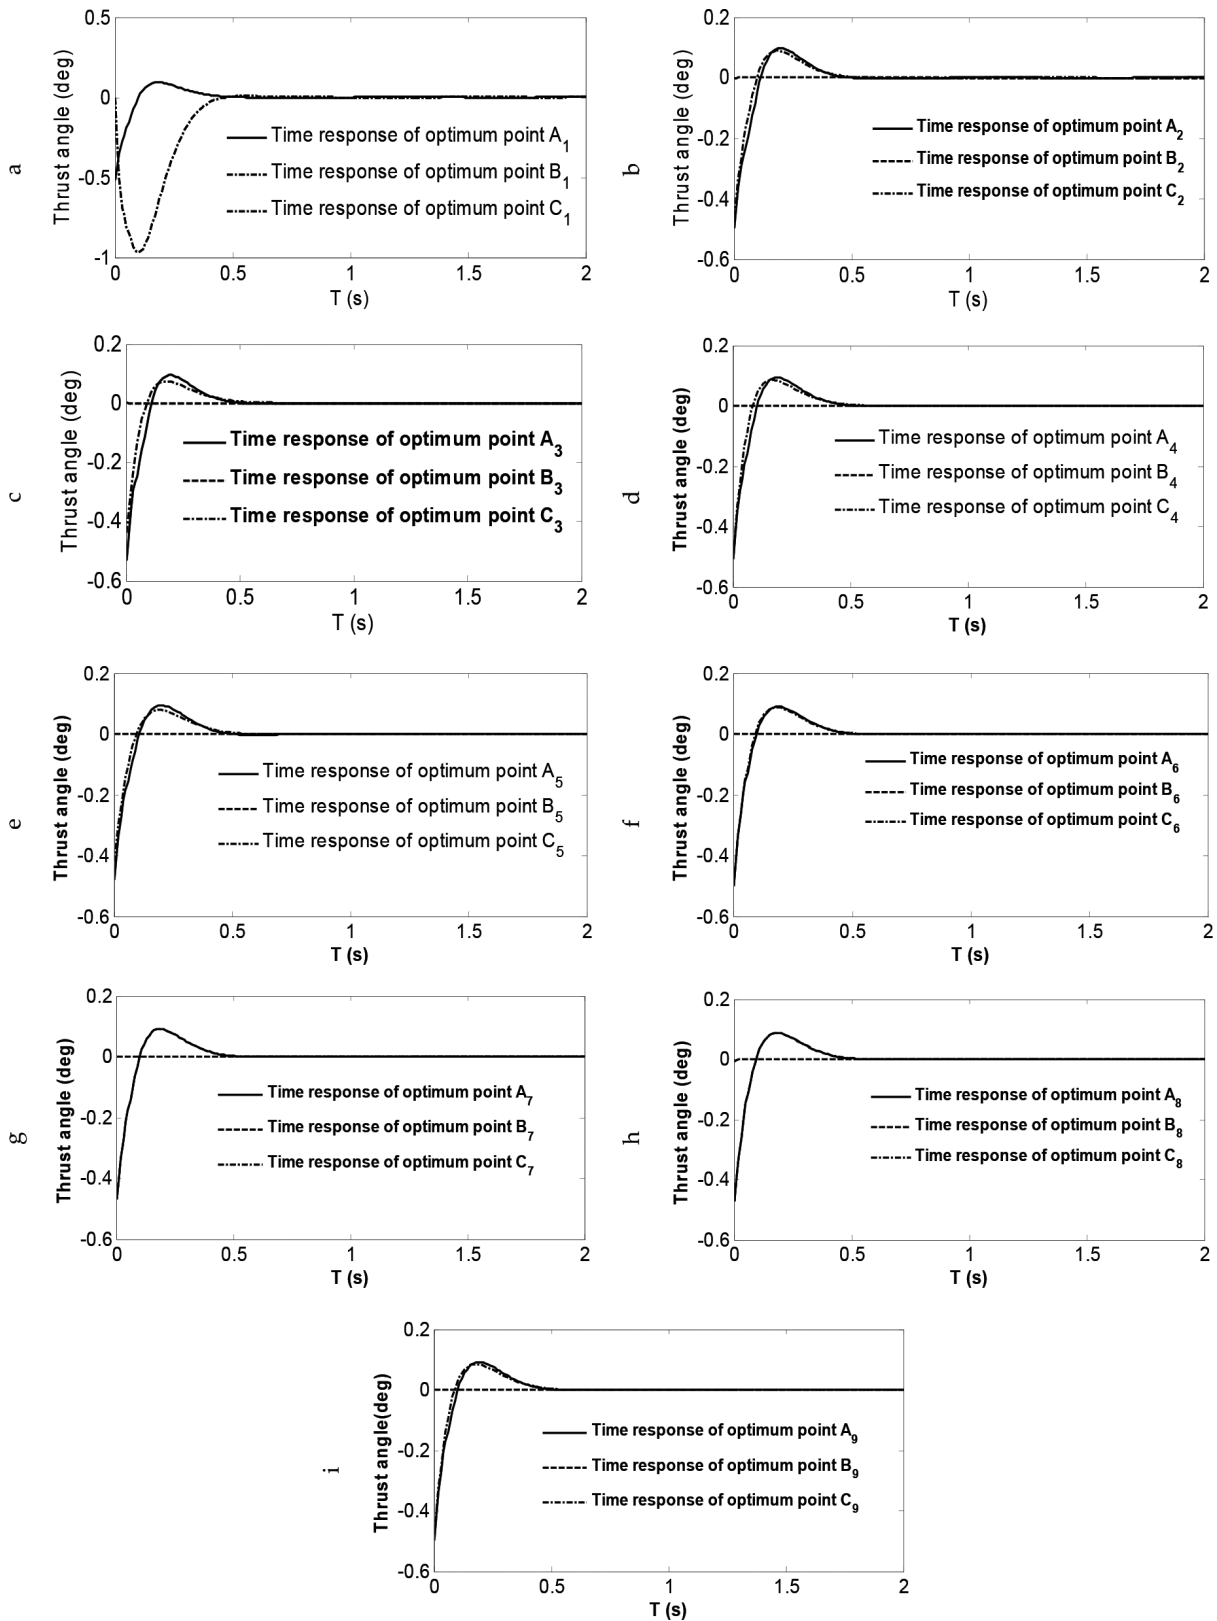 a
Thrust angle (deg)
0.5
0
-0.5
-1
Time response of optimum point A1
Time response of optimum point B1
Time response of optimum point C1
0 0.5 1 1.5 2
T (s)
b
Thrust angle (deg)
0.2
0
-0.2
-0.4
-0.6
Time response of optimum point A2
Time response of optimum point B2
Time response of optimum point C2
0 0.5 1 1.5 2
T (s)
c
Thrust angle (deg)
0.2
0
-0.2
-0.4
-0.6
Time response of optimum point A3
Time response of optimum point B3
Time response of optimum point C3
0 0.5 1 1.5 2
T (s)
d
Thrust angle (deg)
0.2
0
-0.2
-0.4
-0.6
Time response of optimum point A4
Time response of optimum point B4
Time response of optimum point C4
0 0.5 1 1.5 2
T (s)
e
Thrust angle (deg)
0.2
0
-0.2
-0.4
-0.6
Time response of optimum point A5
Time response of optimum point B5
Time response of optimum point C5
0 0.5 1 1.5 2
T (s)
f
Thrust angle (deg)
0.2
0
-0.2
-0.4
-0.6
Time response of optimum point A6
Time response of optimum point B6
Time response of optimum point C6
0 0.5 1 1.5 2
T (s)
g
Thrust angle (deg)
0.2
0
-0.2
-0.4
-0.6
Time response of optimum point A7
Time response of optimum point B7
Time response of optimum point C7
0 0.5 1 1.5 2
T (s)
h
Thrust angle (deg)
0.2
0
-0.2
-0.4
-0.6
Time response of optimum point A8
Time response of optimum point B8
Time response of optimum point C8
0 0.5 1 1.5 2
T (s)
i
Thrust angle(deg)
0.2
0
-0.2
-0.4
-0.6
Time response of optimum point A9
Time response of optimum point B9
Time response of optimum point C9
0 0.5 1 1.5 2
T (s)